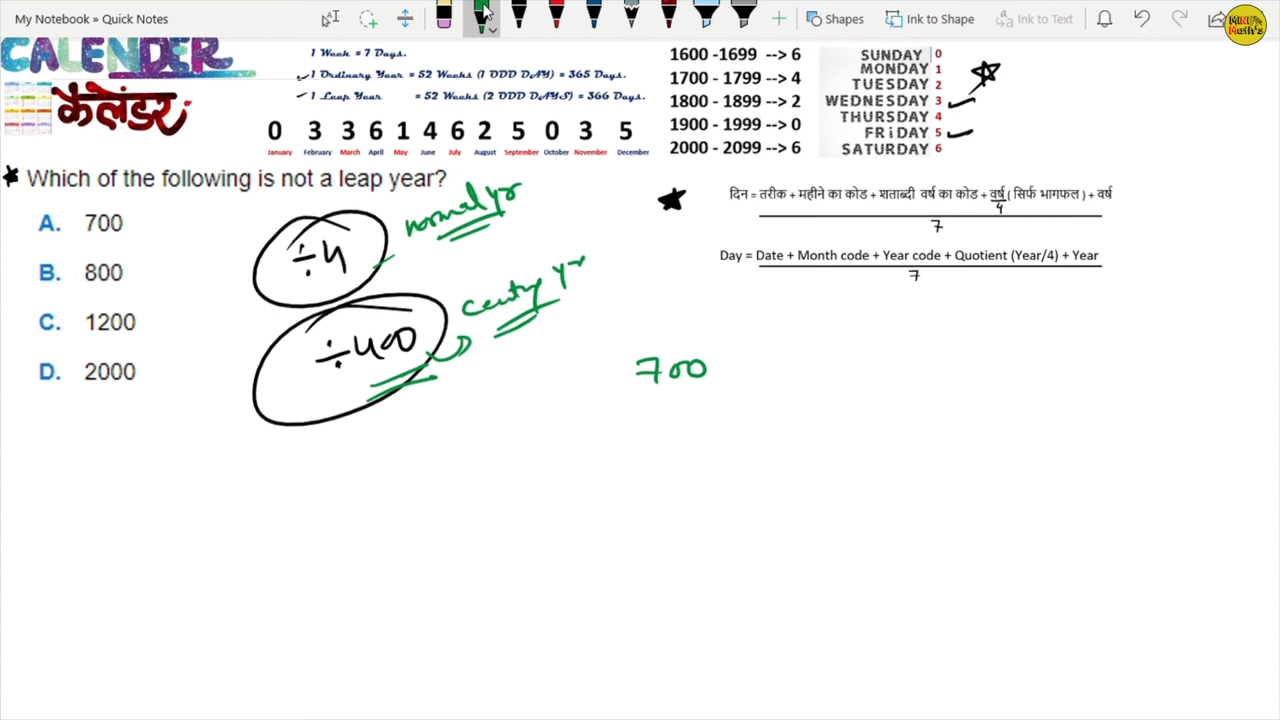 My Notebook » Quick Notes
Shapes
Ink to Shape
Ink to Text
MINI Math's
CALENDER
कैलेंडर
1 Week = 7 Days.
1 Ordinary Year = 52 Weeks (1 ODD DAY) = 365 Days.
1 Leap Year = 52 Weeks (2 ODD DAYS) = 366 Days.
0 3 3 6 1 4 6 2 5 0 3 5
January February March April May June July August September October November December
1600 -1699 --> 6
1700 - 1799 --> 4
1800 - 1899 --> 2
1900 - 1999 --> 0
2000 - 2099 --> 6
SUNDAY 0
MONDAY 1
TUESDAY 2
WEDNESDAY 3
THURSDAY 4
FRiDAY 5
SATURDAY 6
Which of the following is not a leap year?
A. 700
B. 800
C. 1200
D. 2000
÷4
normal yr
÷400
centuy yr
700
दिन = तरीक + महीने का कोड + शताब्दी वर्ष का कोड + वर्ष ( सिर्फ भागफल ) + वर्ष
4
7
Day = Date + Month code + Year code + Quotient (Year/4) + Year
7